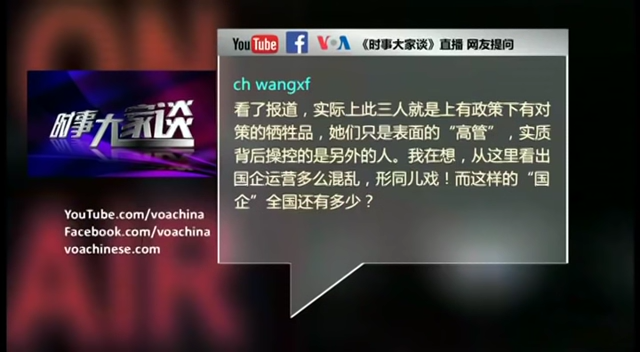 YouTube f VOA 《时事大家谈》直播 网友提问
时事大家谈
ch wangxf
看了报道，实际上此三人就是上有政策下有对
策的牺牲品，她们只是表面的“高管”，实质
背后操控的是另外的人。我在想，从这里看出
国企运营多么混乱，形同儿戏！而这样的“国
企”全国还有多少？
YouTube.com/voachina
Facebook.com/voachina
voachinese.com
ON
AIR